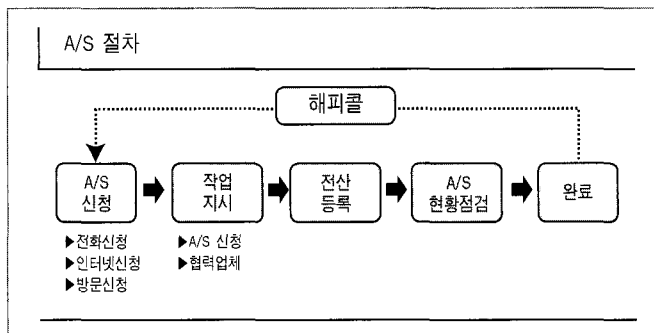 A/S 절차
해피콜
A/S
신청
작업
지시
전산
등록
A/S
현황점검
완료
▶전화신청
▶인터넷신청
▶방문신청
▶A/S 신청
▶협력업체